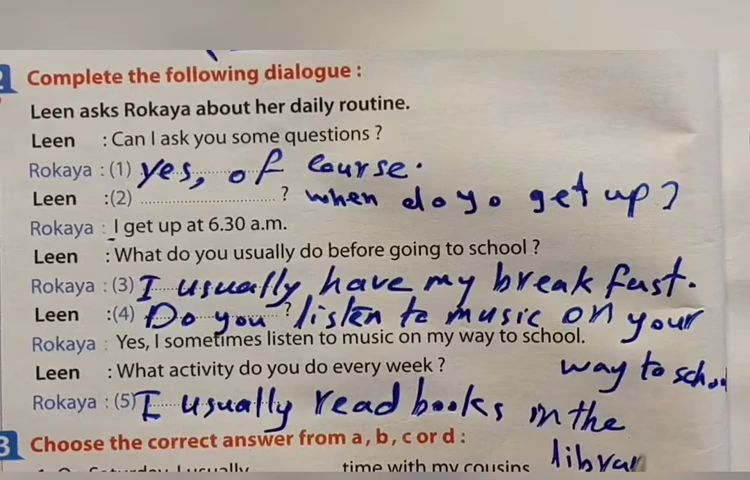 2 Complete the following dialogue :
Leen asks Rokaya about her daily routine.
Leen : Can I ask you some questions ?
Rokaya : (1) yes, of course.
Leen :(2) ............................ ? when do yo get up?
Rokaya : I get up at 6.30 a.m.
Leen : What do you usually do before going to school ?
Rokaya : (3) I usually have my breakfast.
Leen :(4) Do you ? listen to music on your
Rokaya : Yes, I sometimes listen to music on my way to school.
way to
Leen : What activity do you do every week ?
Rokaya : (5) I usually read books in the
3 Choose the correct answer from a, b, c or d :
time with my cousins